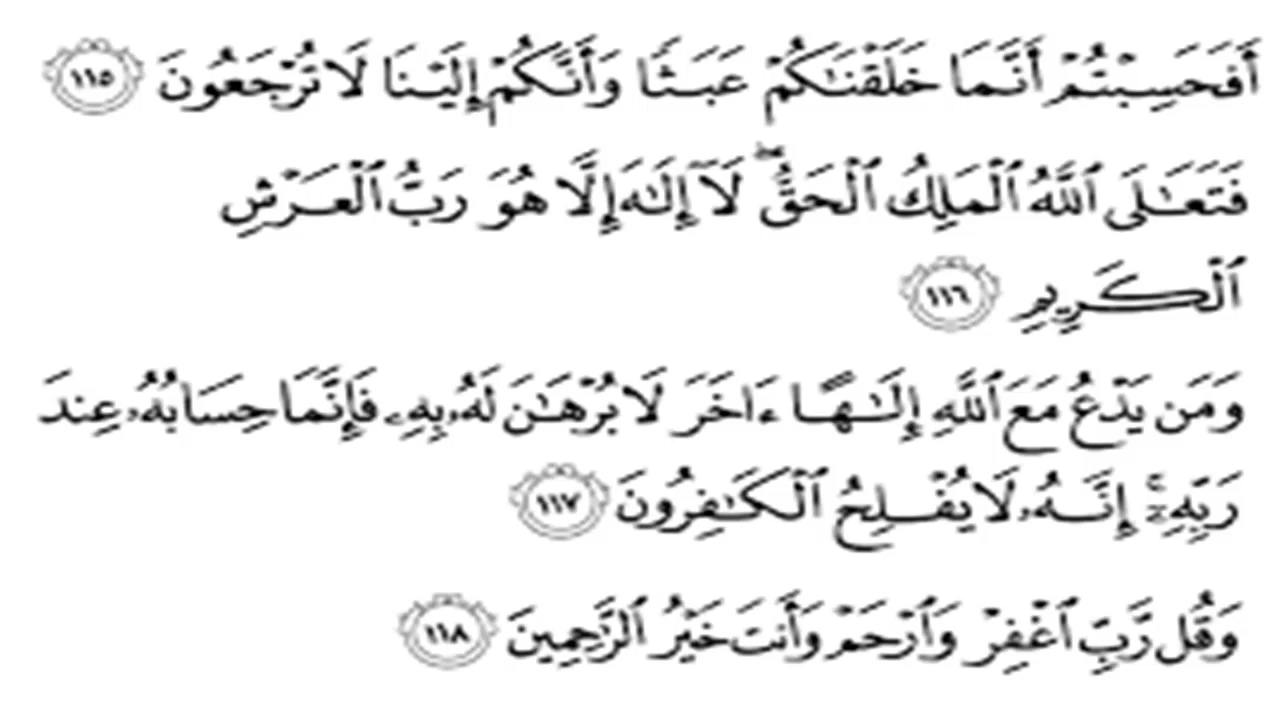 أَفَحَسِبْتُمْ أَنَّمَا خَلَقْنَـٰكُمْ عَبَثًا وَأَنَّكُمْ إِلَيْنَا لَا تُرْجَعُونَ ١١٥
فَتَعَـٰلَى ٱللَّهُ ٱلْمَلِكُ ٱلْحَقُّ ۖ لَآ إِلَـٰهَ إِلَّا هُوَ رَبُّ ٱلْعَرْشِ
ٱلْكَرِيمِ ١١٦
وَمَن يَدْعُ مَعَ ٱللَّهِ إِلَـٰهًا ءَاخَرَ لَا بُرْهَـٰنَ لَهُۥ بِهِۦ فَإِنَّمَا حِسَابُهُۥ عِندَ
رَبِّهِۦٓ ۚ إِنَّهُۥ لَا يُفْلِحُ ٱلْكَـٰفِرُونَ ١١٧
وَقُل رَّبِّ ٱغْفِرْ وَٱرْحَمْ وَأَنتَ خَيْرُ ٱلرَّٰحِمِينَ ١١٨